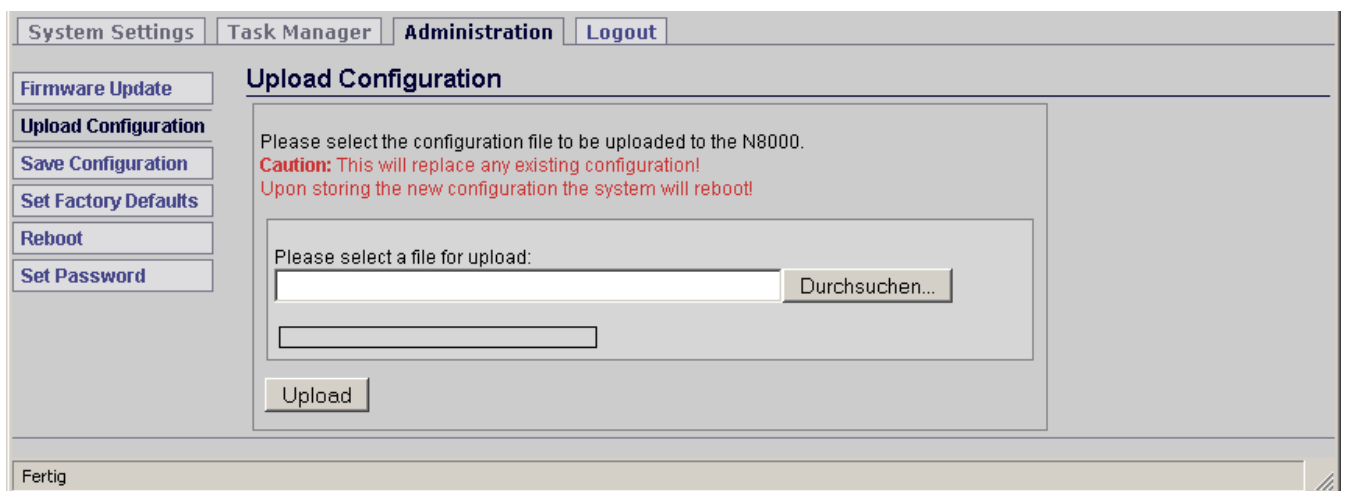 System Settings Task Manager Administration Logout
Upload Configuration
Firmware Update
Upload Configuration
Save Configuration
Set Factory Defaults
Reboot
Set Password
Please select the configuration file to be uploaded to the N8000.
Caution: This will replace any existing configuration!
Upon storing the new configuration the system will reboot!
Please select a file for upload:
Durchsuchen...
Upload
Fertig